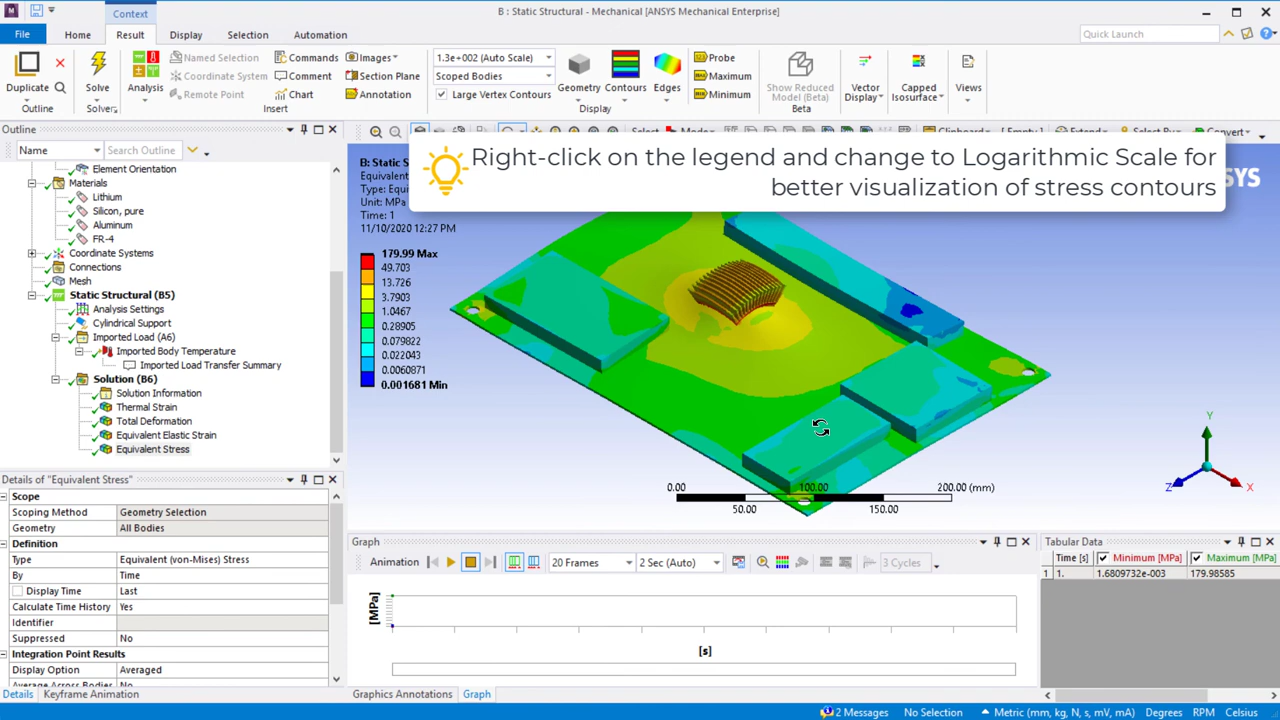 B : Static Structural - Mechanical [ANSYS Mechanical Enterprise]
Context
File
Home
Result
Display
Selection
Automation
Quick Launch
Duplicate
Outline
Solve
Solvers
Analysis
Named Selection
Coordinate System
Remote Point
Commands
Comment
Chart
Images
Section Plane
Annotation
Insert
1.3e+002 (Auto Scale)
Scoped Bodies
Large Vertex Contours
Geometry
Contours
Edges
Display
Probe
Maximum
Minimum
Show Reduced
Model (Beta)
Beta
Vector
Display
Capped
Isosurface
Views
Outline
Name
Search Outline
Element Orientation
Materials
Lithium
Silicon, pure
Aluminum
FR-4
Coordinate Systems
Connections
Mesh
Static Structural (B5)
Analysis Settings
Cylindrical Support
Imported Load (A6)
Imported Body Temperature
Imported Load Transfer Summary
Solution (B6)
Solution Information
Thermal Strain
Total Deformation
Equivalent Elastic Strain
Equivalent Stress
Right-click on the legend and change to Logarithmic Scale for
better visualization of stress contours
B: Static S
Equivalent
Type: Equi
Unit: MPa
Time: 1
11/10/2020 12:27 PM
179.99 Max
49.703
13.726
3.7903
1.0467
0.28905
0.079822
0.022043
0.0060871
0.001681 Min
0.00
100.00
200.00 (mm)
50.00
150.00
Y
Z
X
Details of "Equivalent Stress"
Scope
Scoping Method Geometry Selection
Geometry All Bodies
Definition
Type Equivalent (von-Mises) Stress
By Time
Display Time Last
Calculate Time History Yes
Identifier
Suppressed No
Integration Point Results
Display Option Averaged
Details
Keyframe Animation
Graph
Animation
20 Frames
2 Sec (Auto)
3 Cycles
[MPa]
[s]
Graphics Annotations
Graph
Tabular Data
Time [s] Minimum [MPa] Maximum [MPa]
1 1. 1.6809732e-003 179.98585
2 Messages
No Selection
Metric (mm, kg, N, s, mV, mA)
Degrees
RPM
Celsius